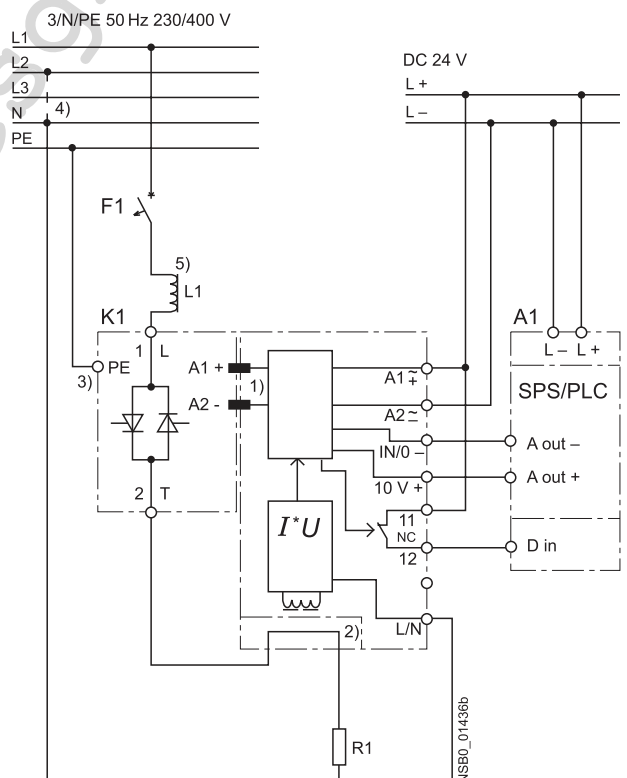 3/N/PE 50 Hz 230/400 V
L1
L2
L3
N
PE
4)
DC 24 V
L +
L –
F1
5)
L1
K1
1 L
PE
3)
A1 +
A2 -
1)
A1 ≂ +
A2 ≂ –
IN/0 –
10 V +
11
NC
12
2 T
I*U
2)
L/N
A1
L – L +
SPS/PLC
A out –
A out +
D in
R1
NSB0_01436b